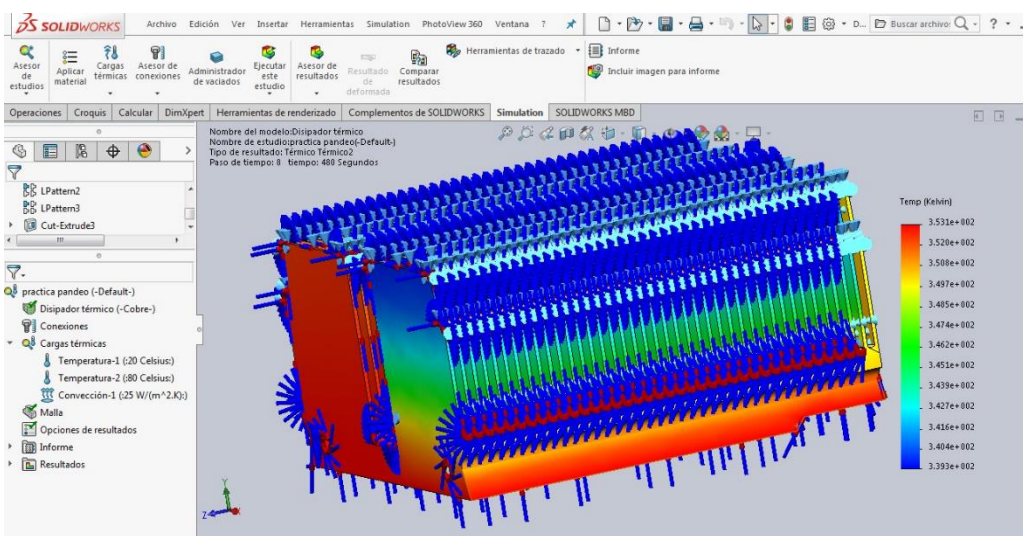 SOLIDWORKS Archivo Edición Ver Insertar Herramientas Simulation PhotoView 360 Ventana ? D... Buscar archivo: ?
Asesor de estudios
Aplicar material
Cargas térmicas
Asesor de conexiones
Administrador de vaciados
Ejecutar este estudio
Asesor de resultados
Resultado de deformada
Comparar resultados
Herramientas de trazado
Informe
Incluir imagen para informe
Operaciones Croquis Calcular DimXpert Herramientas de renderizado Complementos de SOLIDWORKS Simulation SOLIDWORKS MBD
LPattern2
LPattern3
Cut-Extrude3
practica pandeo (-Default-)
Disipador térmico (-Cobre-)
Conexiones
Cargas térmicas
Temperatura-1 (:20 Celsius:)
Temperatura-2 (:80 Celsius:)
Convección-1 (:25 W/(m^2.K):)
Malla
Opciones de resultados
Informe
Resultados
Nombre del modelo:Disipador térmico
Nombre de estudio:practica pandeo(-Default-)
Tipo de resultado: Térmico Térmico2
Paso de tiempo: 8 tiempo: 480 Segundos
Temp (Kelvin)
3.531e+002
3.520e+002
3.508e+002
3.497e+002
3.485e+002
3.474e+002
3.462e+002
3.451e+002
3.439e+002
3.427e+002
3.416e+002
3.404e+002
3.393e+002
Y
Z